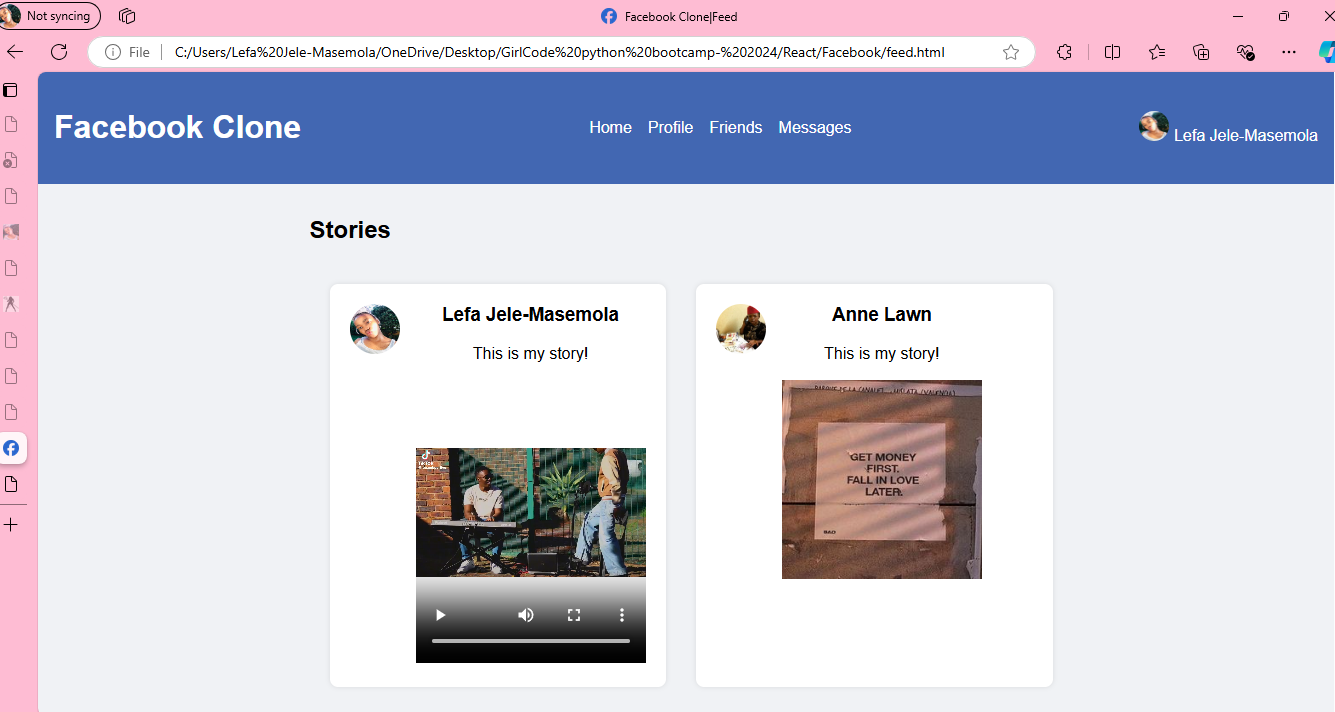 Not syncing
Facebook Clone|Feed
File
C:/Users/Lefa%20Jele-Masemola/OneDrive/Desktop/GirlCode%20python%20bootcamp-%202024/React/Facebook/feed.html
Facebook Clone
Home Profile Friends Messages
Lefa Jele-Masemola
Stories
Lefa Jele-Masemola
This is my story!
TikTok
Anne Lawn
This is my story!
GET MONEY
FIRST.
FALL IN LOVE
LATER.